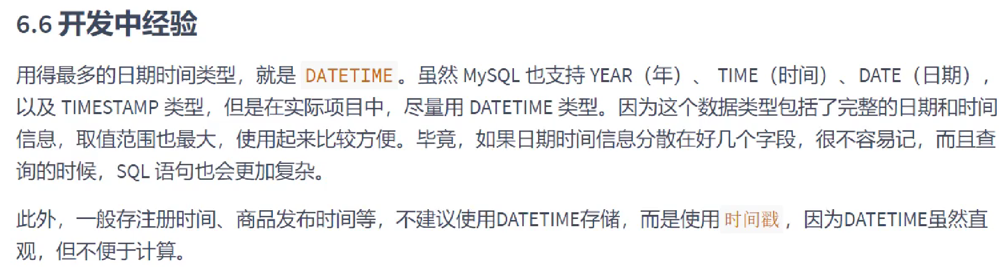 6.6 开发中经验
用得最多的日期时间类型，就是 DATETIME 。虽然 MySQL 也支持 YEAR（年）、 TIME（时间）、DATE（日期），
以及 TIMESTAMP 类型，但是在实际项目中，尽量用 DATETIME 类型。因为这个数据类型包括了完整的日期和时间
信息，取值范围也最大，使用起来比较方便。毕竟，如果日期时间信息分散在好几个字段，很不容易记，而且查
询的时候，SQL 语句也会更加复杂。
此外，一般存注册时间、商品发布时间等，不建议使用DATETIME存储，而是使用 时间戳 ，因为DATETIME虽然直
观，但不便于计算。